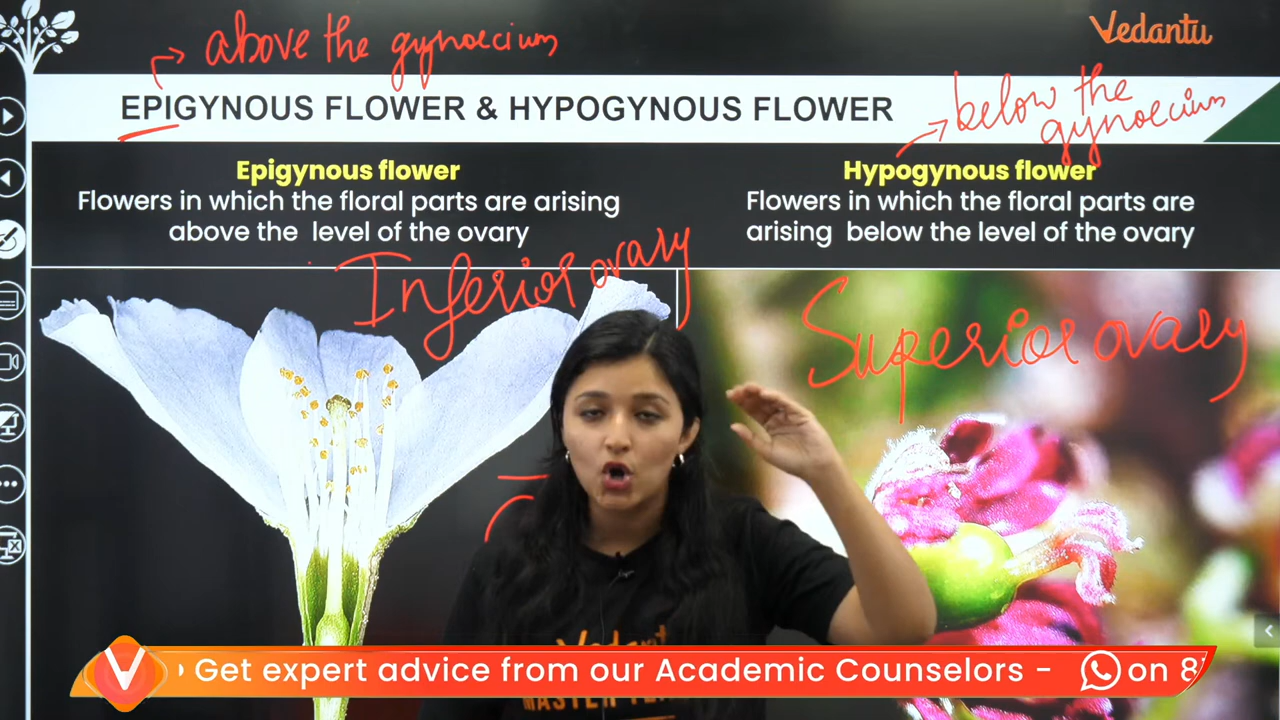 above the gynoecium
Vedantu
EPIGYNOUS FLOWER & HYPOGYNOUS FLOWER
below the
gynoecium
Epigynous flower
Flowers in which the floral parts are arising
above the level of the ovary
Hypogynous flower
Flowers in which the floral parts are
arising below the level of the ovary
Inferior ovary
Superior ovary
Get expert advice from our Academic Counselors -
on 8
MASTER